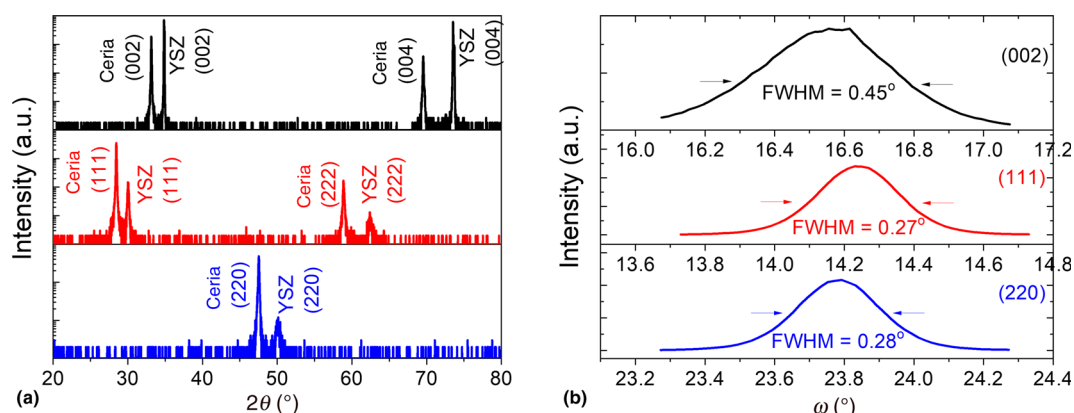 Intensity (a.u.)
Ceria
(002)
YSZ
(002)
Ceria
(004)
YSZ
(004)
Ceria
(111)
YSZ
(111)
Ceria
(222)
YSZ
(222)
Ceria
(220)
YSZ
(220)
20 30 40 50 60 70 80
2θ (°)
(a)
Intensity (a.u.)
(002)
FWHM = 0.45°
16.0 16.2 16.4 16.6 16.8 17.0 17.2
(111)
FWHM = 0.27°
13.6 13.8 14.0 14.2 14.4 14.6 14.8
(220)
FWHM = 0.28°
23.2 23.4 23.6 23.8 24.0 24.2
ω (°)
(b)